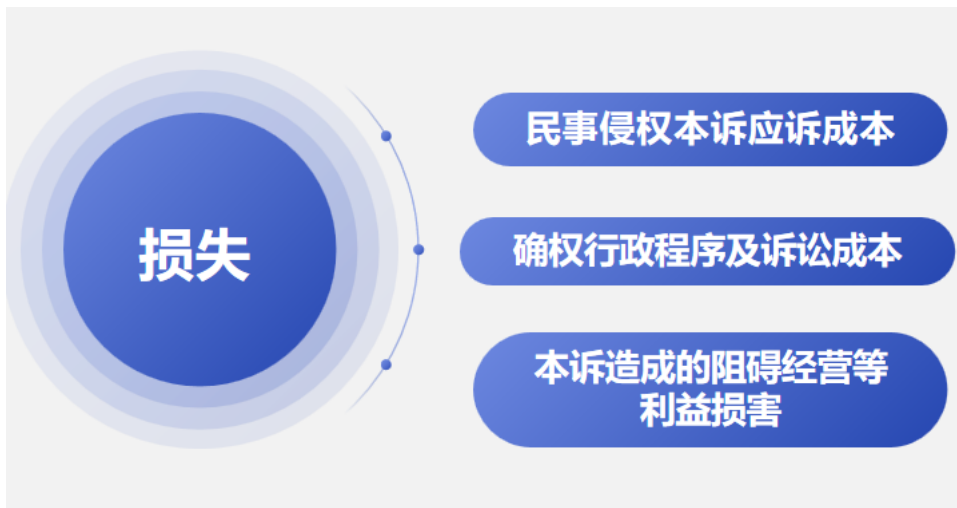 损失
民事侵权本诉应诉成本
确权行政程序及诉讼成本
本诉造成的阻碍经营等
利益损害